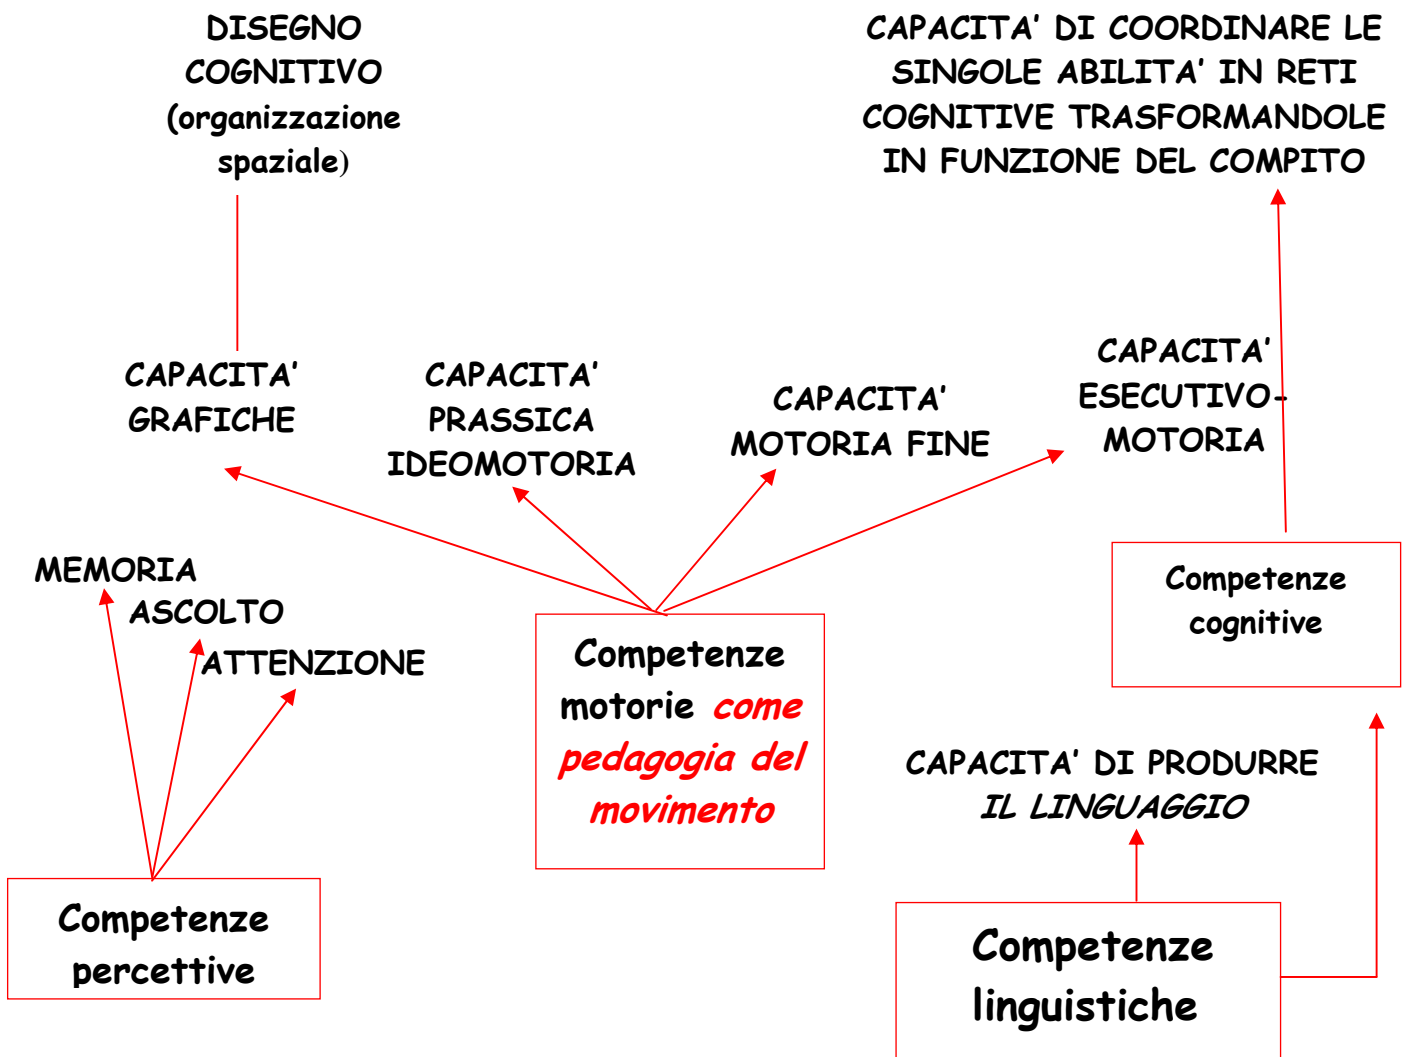 DISEGNO
COGNITIVO
(organizzazione
spaziale)
CAPACITA' DI COORDINARE LE
SINGOLE ABILITA' IN RETI
COGNITIVE TRASFORMANDOLE
IN FUNZIONE DEL COMPITO
CAPACITA'
GRAFICHE
CAPACITA'
PRASSICA
IDEOMOTORIA
CAPACITA'
MOTORIA FINE
CAPACITA'
ESECUTIVO-
MOTORIA
MEMORIA
ASCOLTO
ATTENZIONE
Competenze
motorie come
pedagogia del
movimento
Competenze
cognitive
CAPACITA' DI PRODURRE
IL LINGUAGGIO
Competenze
percettive
Competenze
linguistiche